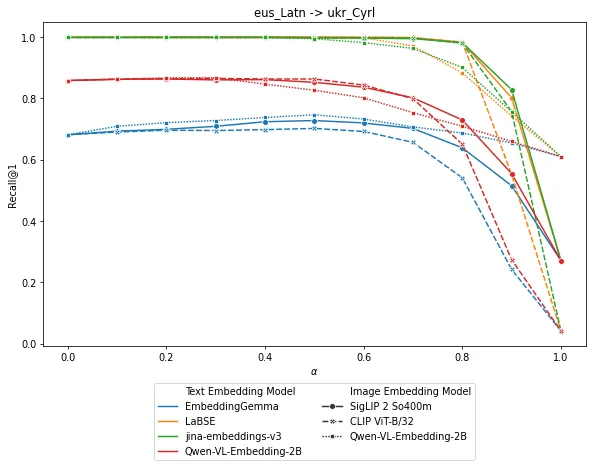 eus_Latn -> ukr_Cyrl
1.0
0.8
0.6
0.4
0.2
0.0
Recall@1
0.0 0.2 0.4 0.6 0.8 1.0
α
Text Embedding Model
EmbeddingGemma
LaBSE
jina-embeddings-v3
Qwen-VL-Embedding-2B
Image Embedding Model
SigLIP 2 So400m
CLIP ViT-B/32
Qwen-VL-Embedding-2B